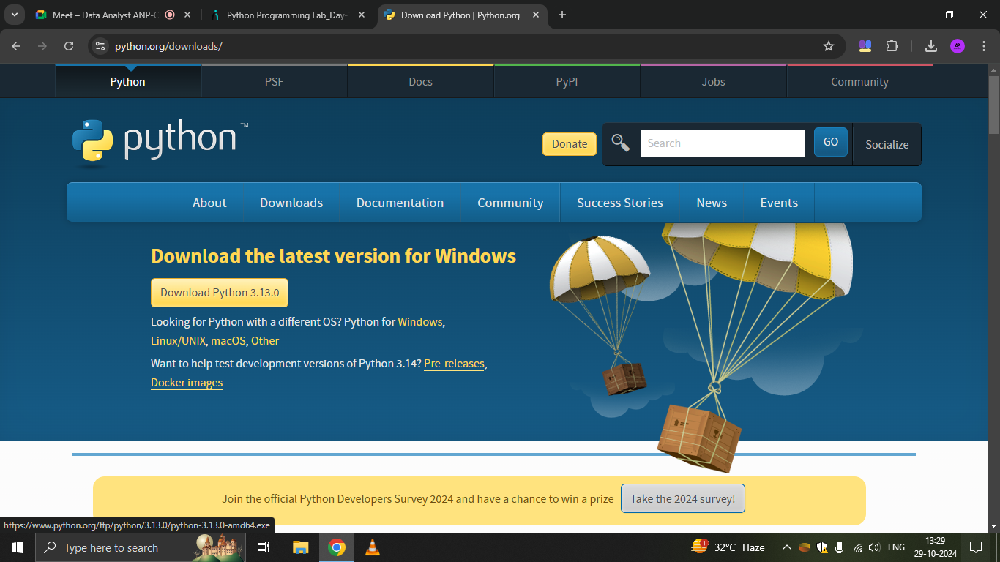 Meet – Data Analyst ANP-C
Python Programming Lab_Day-
Download Python | Python.org
python.org/downloads/
Python
PSF
Docs
PyPI
Jobs
Community
python™
Donate
Search
GO
Socialize
About
Downloads
Documentation
Community
Success Stories
News
Events
Download the latest version for Windows
Download Python 3.13.0
Looking for Python with a different OS? Python for Windows,
Linux/UNIX, macOS, Other
Want to help test development versions of Python 3.14? Pre-releases,
Docker images
Join the official Python Developers Survey 2024 and have a chance to win a prize
Take the 2024 survey!
https://www.python.org/ftp/python/3.13.0/python-3.13.0-amd64.exe
Type here to search
1
32°C Haze
ENG
13:29
29-10-2024